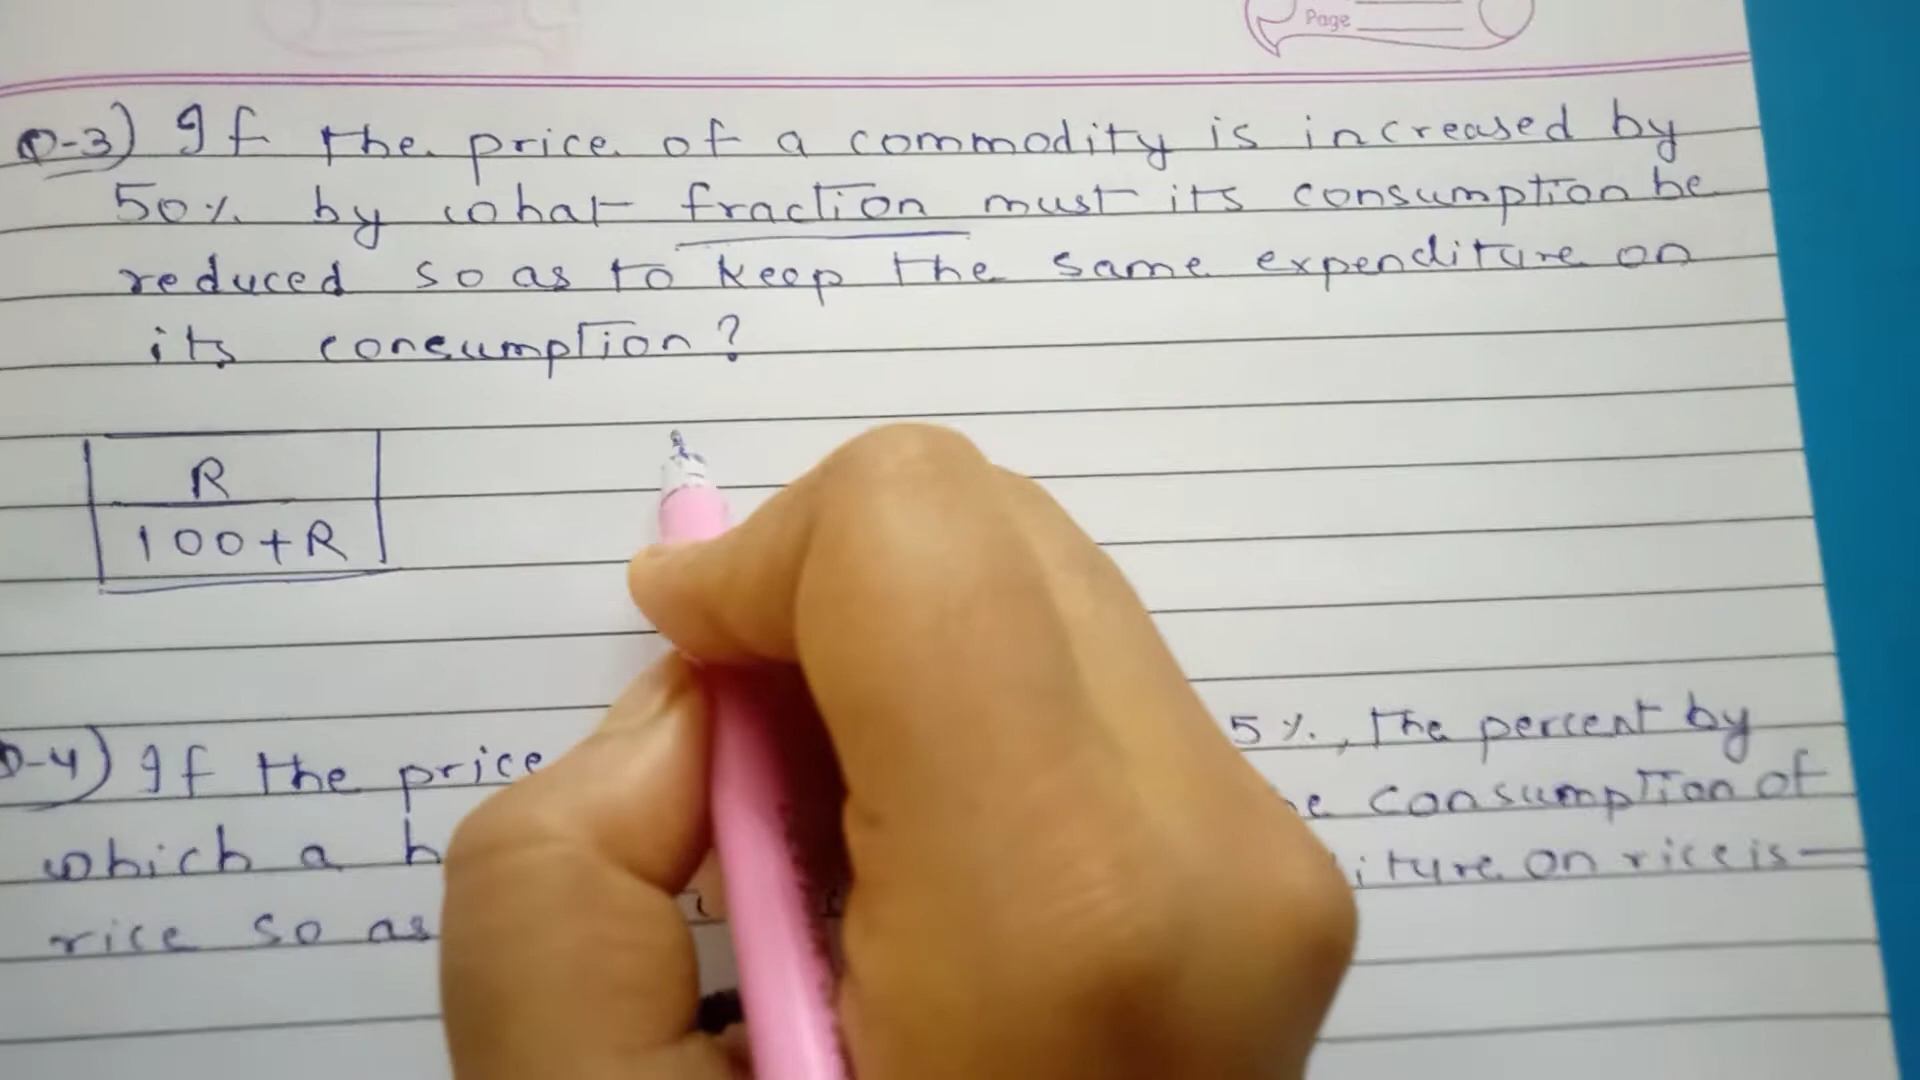 Page
Q-3) If the price of a commodity is increased by
50% by what fraction must its consumption be
reduced so as to keep the same expenditure on
its consumption?
R
100+R
Q-4) If the price 5%, the percent by
which a consumption of
rice so as on rice is